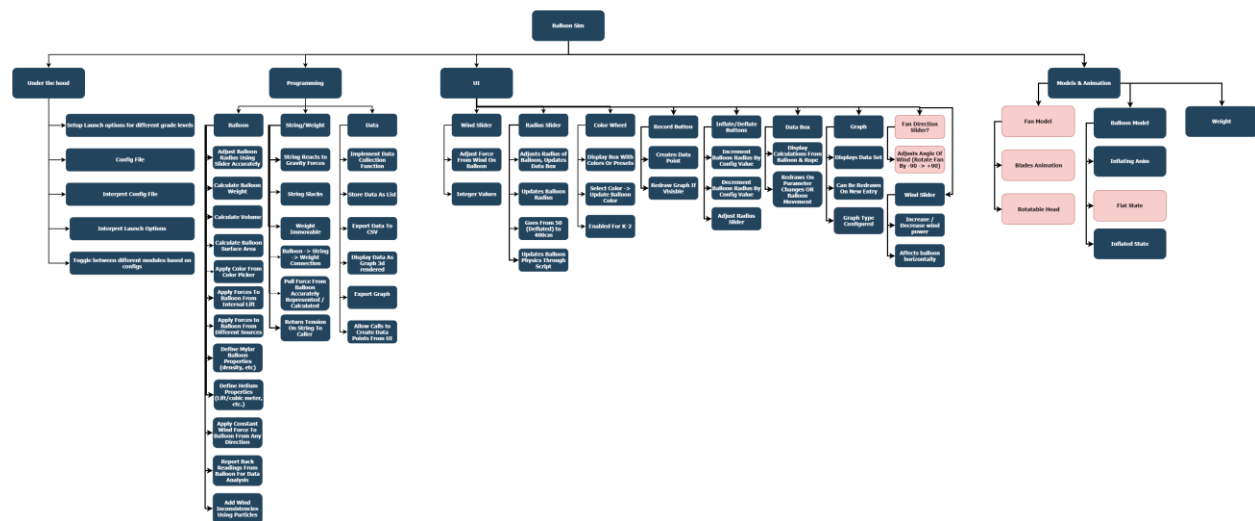 Balloon Sim
Under the hood
Programming
UI
Models & Animation
Setup Launch options for different grade levels
Config File
Interpret Config File
Interpret Launch Options
Toggle between different modules based on
configs
Balloon
Adjust Balloon
Radius Using
Slider Accurately
Calculate Balloon
Weight
Calculate Volume
Calculate Balloon
Surface Area
Apply Color From
Color Picker
Apply Forces To
Balloon From
Internal Lift
Apply Forces to
Balloon From
Different Sources
Define Mylar
Balloon
Properties
(density, etc)
Define Helium
Properties
(Lift/cubic meter,
etc.)
Apply Constant
Wind Force To
Balloon From Any
Direction
Report Back
Readings From
Balloon For Data
Analysis
Add Wind
Inconsistencies
Using Particles
String/Weight
String Reacts to
Gravity Forces
String Slacks
Weight
Immovable
Balloon -> String
-> Weight
Connection
Pull Force From
Balloon
Accurately
Represented /
Calculated
Return Tension
On String To
Caller
Data
Implement Data
Collection
Function
Store Data As List
Export Data To
CSV
Display Data As
Graph 3d
rendered
Export Graph
Allow Calls to
Create Data
Points From UI
Wind Slider
Adjust Force
From Wind On
Balloon
Integer Values
Radius Slider
Adjusts Radius of
Balloon, Updates
Data Box
Updates Balloon
Radius
Goes From 50
(Deflated) to
400cm
Updates Balloon
Physics Through
Script
Color Wheel
Display Box With
Colors Or Presets
Select Color ->
Update Balloon
Color
Enabled For K-2
Record Button
Creates Data
Point
Redraw Graph If
Visible
Inflate/Deflate
Buttons
Increment
Balloon Radius By
Config Value
Decrement
Balloon Radius By
Config Value
Adjust Radius
Slider
Data Box
Display
Calculations From
Balloon & Rope
Redraws On
Parameter
Changes OR
Balloon
Movement
Graph
Displays Data Set
Can Be Redrawn
On New Entry
Graph Type
Configured
Fan Direction
Slider?
Adjusts Angle Of
Wind (Rotate Fan
By -90 -> +90)
Wind Slider
Increase /
Decrease wind
power
Affects balloon
horizontally
Fan Model
Blades Animation
Rotatable Head
Balloon Model
Inflating Anim
Flat State
Inflated State
Weight